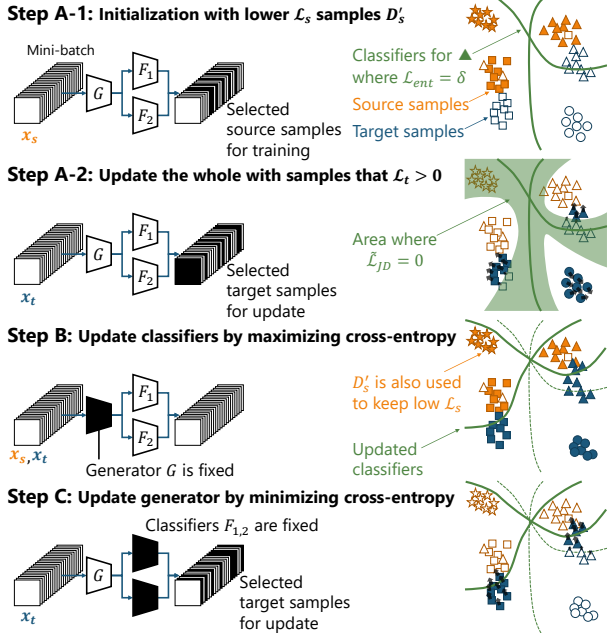 Step A-1: Initialization with lower ℒₛ samples D′ₛ
Mini-batch
G
F₁
F₂
xₛ
Selected
source samples
for training
Classifiers for ▲
where ℒₑₙₜ = δ
Source samples
Target samples
Step A-2: Update the whole with samples that ℒₜ > 0
G
F₁
F₂
xₜ
Selected
target samples
for update
Area where
ℒ̃_JD = 0
Step B: Update classifiers by maximizing cross-entropy
F₁
F₂
xₛ, xₜ
Generator G is fixed
D′ₛ is also used
to keep low ℒₛ
Updated
classifiers
Step C: Update generator by minimizing cross-entropy
Classifiers F₁,₂ are fixed
G
xₜ
Selected
target samples
for update